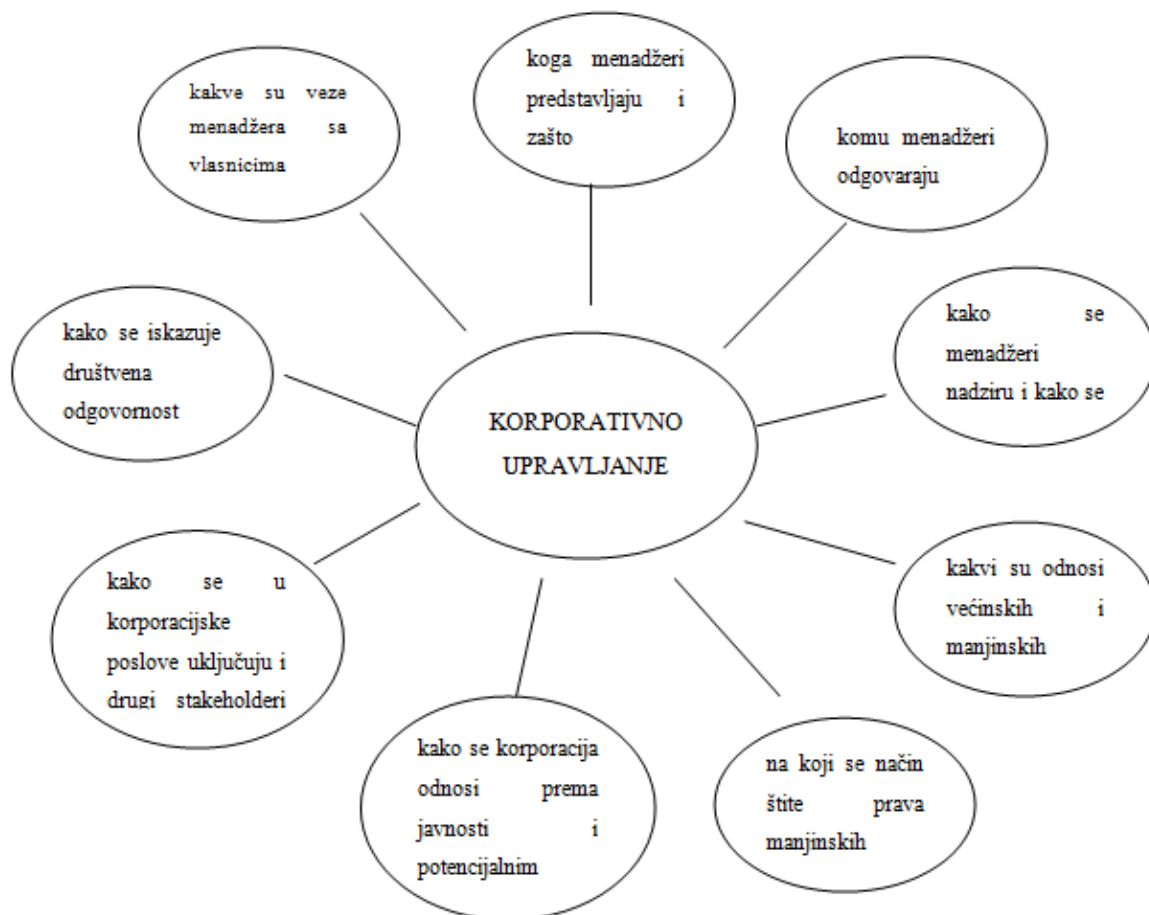 koga menadžeri
predstavljaju i
zašto
kakve su veze
menadžera sa
vlasnicima
komu menadžeri
odgovaraju
kako se
menadžeri
nadziru i kako se
kako se iskazuje
društvena
odgovornost
KORPORATIVNO
UPRAVLJANJE
kakvi su odnosi
većinskih i
manjinskih
kako se u
korporacijske
poslove uključuju i
drugi stakeholderi
kako se korporacija
odnosi prema
javnosti i
potencijalnim
na koji se način
štite prava
manjinskih